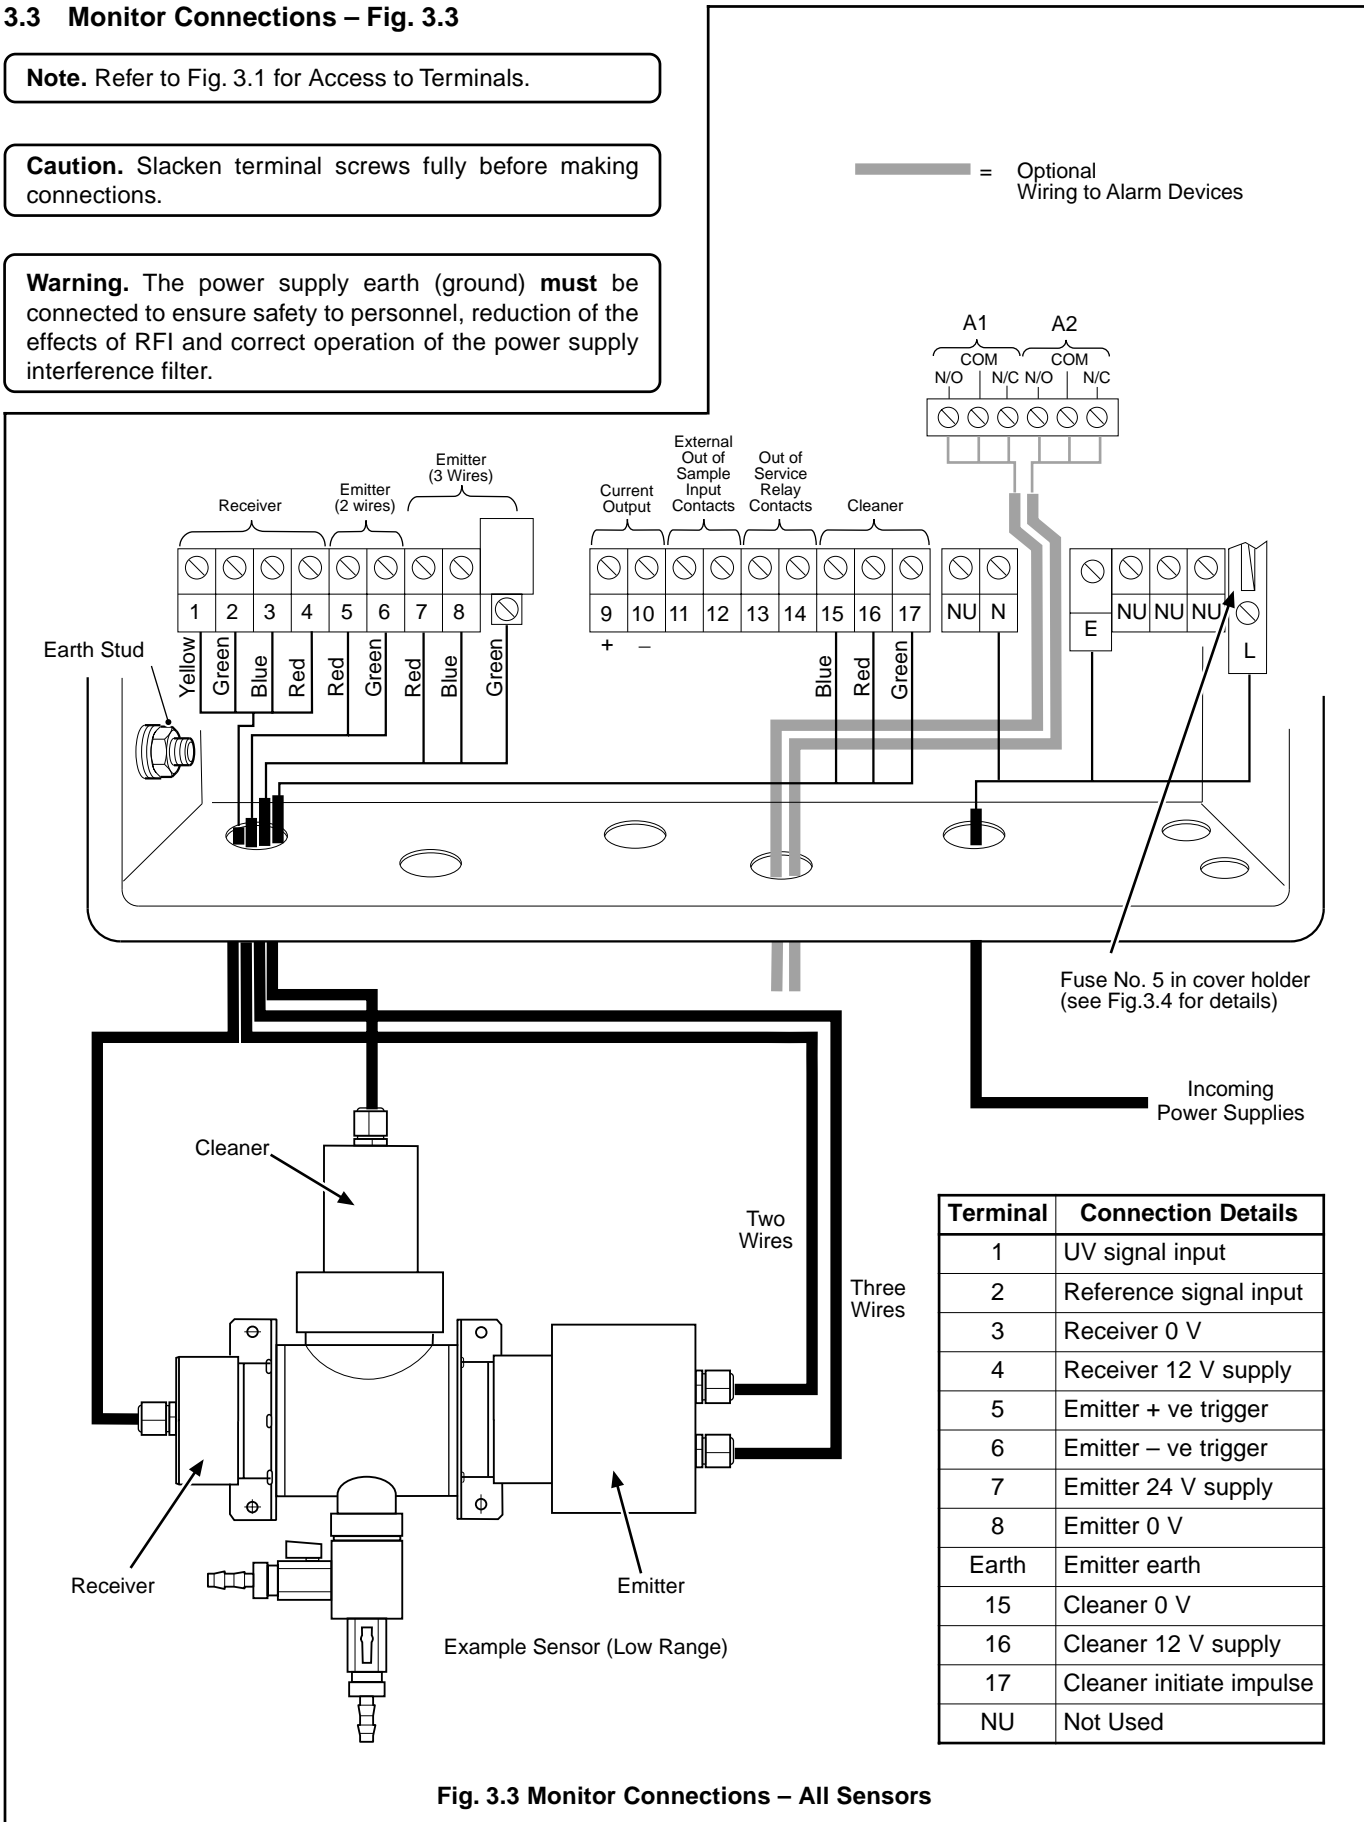 3.3 Monitor Connections – Fig. 3.3
Note. Refer to Fig. 3.1 for Access to Terminals.
Caution. Slacken terminal screws fully before making
connections.
Warning. The power supply earth (ground) must be
connected to ensure safety to personnel, reduction of the
effects of RFI and correct operation of the power supply
interference filter.
= Optional
Wiring to Alarm Devices
A1 A2
COM COM
N/O N/C N/O N/C
Receiver
Emitter
(2 wires)
Emitter
(3 Wires)
Current
Output
External
Out of
Sample
Input
Contacts
Out of
Service
Relay
Contacts
Cleaner
1 2 3 4 5 6 7 8
9 10 11 12 13 14 15 16 17
NU N
E NU NU NU
L
+ –
Yellow
Green
Blue
Red
Red
Green
Red
Blue
Green
Blue
Red
Green
Earth Stud
Fuse No. 5 in cover holder
(see Fig.3.4 for details)
Incoming
Power Supplies
Cleaner
Two
Wires
Three
Wires
Receiver
Emitter
Example Sensor (Low Range)
Terminal Connection Details
1 UV signal input
2 Reference signal input
3 Receiver 0 V
4 Receiver 12 V supply
5 Emitter + ve trigger
6 Emitter – ve trigger
7 Emitter 24 V supply
8 Emitter 0 V
Earth Emitter earth
15 Cleaner 0 V
16 Cleaner 12 V supply
17 Cleaner initiate impulse
NU Not Used
Fig. 3.3 Monitor Connections – All Sensors